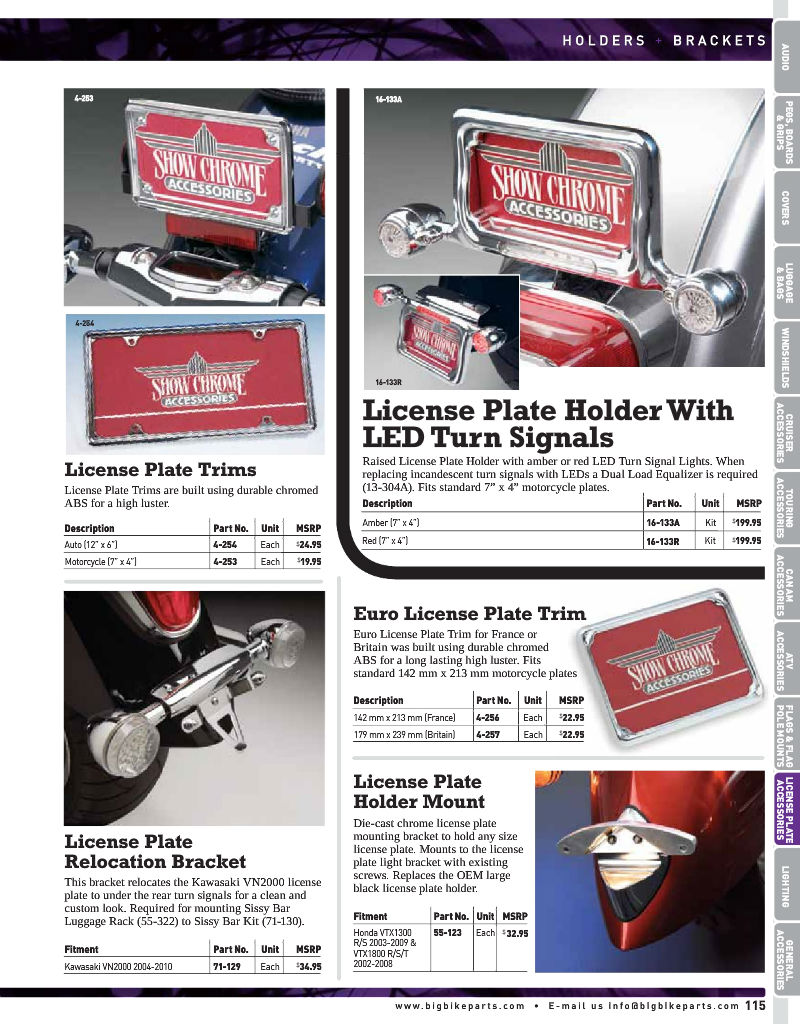 HOLDERS + BRACKETS
4-253
SHOW CHROME
ACCESSORIES
4-254
SHOW CHROME
ACCESSORIES
License Plate Trims
License Plate Trims are built using durable chromed
ABS for a high luster.
Description Part No. Unit MSRP
Auto (12” x 6”) 4-254 Each $24.95
Motorcycle (7” x 4”) 4-253 Each $19.95
16-133A
SHOW CHROME
ACCESSORIES
SHOW CHROME
ACCESSORIES
16-133R
License Plate Holder With
LED Turn Signals
Raised License Plate Holder with amber or red LED Turn Signal Lights. When
replacing incandescent turn signals with LEDs a Dual Load Equalizer is required
(13-304A). Fits standard 7” x 4” motorcycle plates.
Description Part No. Unit MSRP
Amber (7” x 4”) 16-133A Kit $199.95
Red (7” x 4”) 16-133R Kit $199.95
License Plate
Relocation Bracket
This bracket relocates the Kawasaki VN2000 license
plate to under the rear turn signals for a clean and
custom look. Required for mounting Sissy Bar
Luggage Rack (55-322) to Sissy Bar Kit (71-130).
Fitment Part No. Unit MSRP
Kawasaki VN2000 2004-2010 71-129 Each $34.95
Euro License Plate Trim
Euro License Plate Trim for France or
Britain was built using durable chromed
ABS for a long lasting high luster. Fits
standard 142 mm x 213 mm motorcycle plates
Description Part No. Unit MSRP
142 mm x 213 mm (France) 4-256 Each $22.95
179 mm x 239 mm (Britain) 4-257 Each $22.95
SHOW CHROME
ACCESSORIES
License Plate
Holder Mount
Die-cast chrome license plate
mounting bracket to hold any size
license plate. Mounts to the license
plate light bracket with existing
screws. Replaces the OEM large
black license plate holder.
Fitment Part No. Unit MSRP
Honda VTX1300 55-123 Each $32.95
R/S 2003-2009 &
VTX1800 R/S/T
2002-2008
AUDIO
PEGS, BOARDS
& GRIPS
COVERS
LUGGAGE
& BAGS
WINDSHIELDS
CRUISER
ACCESSORIES
TOURING
ACCESSORIES
CAN AM
ACCESSORIES
ATV
ACCESSORIES
FLAGS & FLAG
POLE MOUNTS
LICENSE PLATE
ACCESSORIES
LIGHTING
GENERAL
ACCESSORIES
www.bigbikeparts.com • E-mail us info@bigbikeparts.com 115